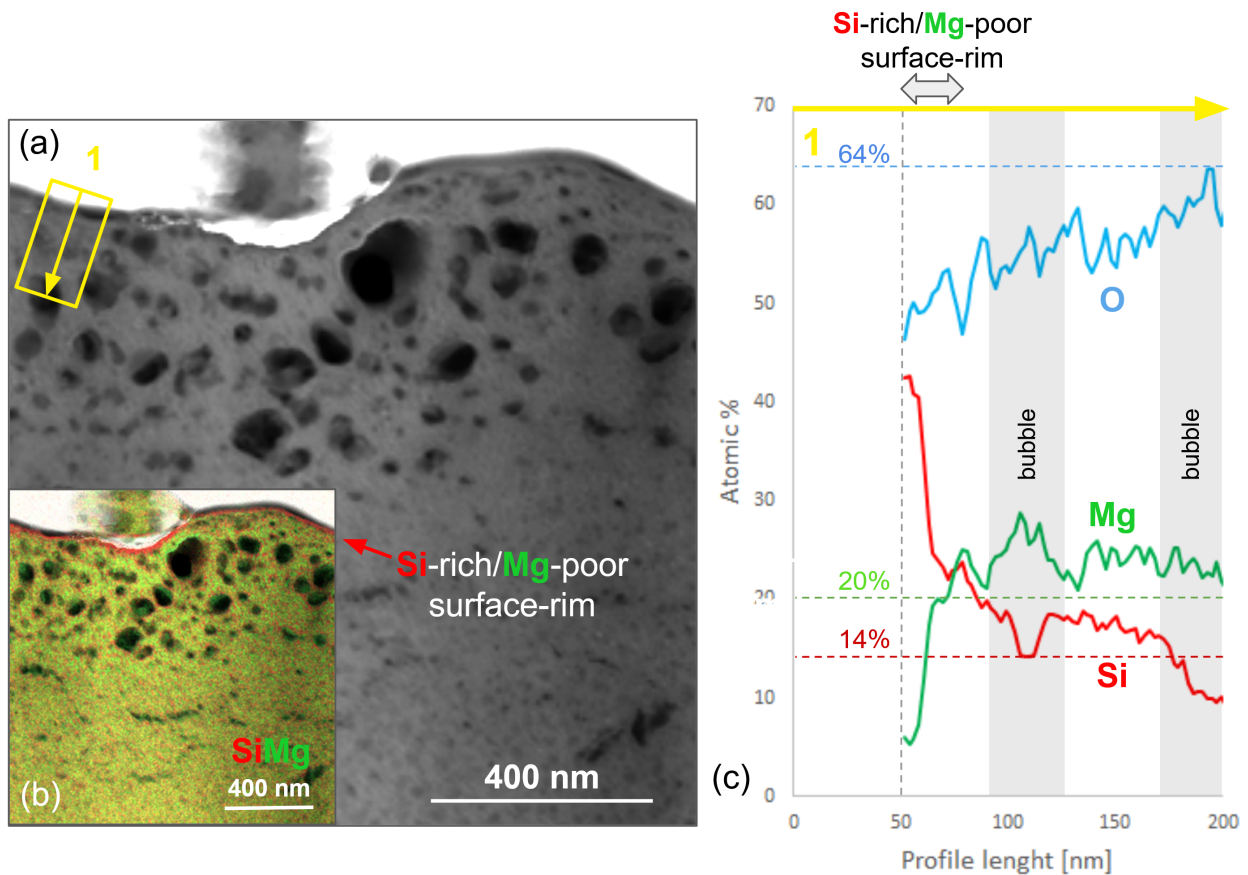 (a)
1
Si-rich/Mg-poor
surface-rim
400 nm
SiMg
400 nm
(b)
Si-rich/Mg-poor
surface-rim
1
64%
O
bubble
bubble
Mg
20%
14%
Si
(c)
Atomic %
70
60
50
40
30
20
10
0
0 50 100 150 200
Profile lenght [nm]